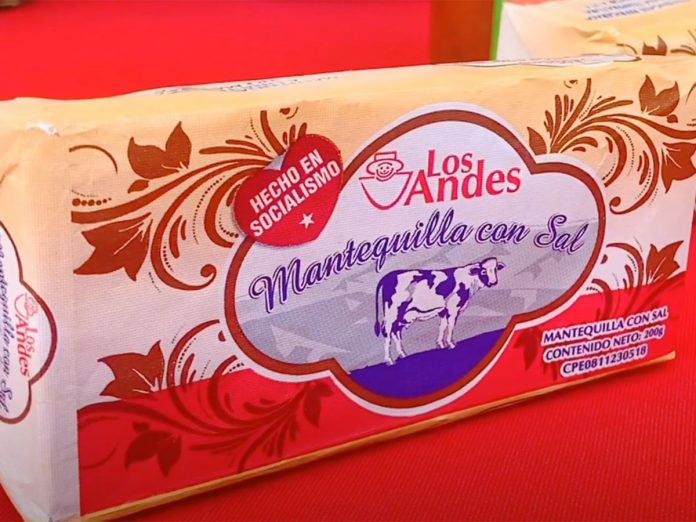 HECHO EN
SOCIALISMO
Los
Andes
Mantequilla con Sal
MANTEQUILLA CON SAL
CONTENIDO NETO: 200g
CPE0811230518
Los
Andes
Mantequilla con Sal